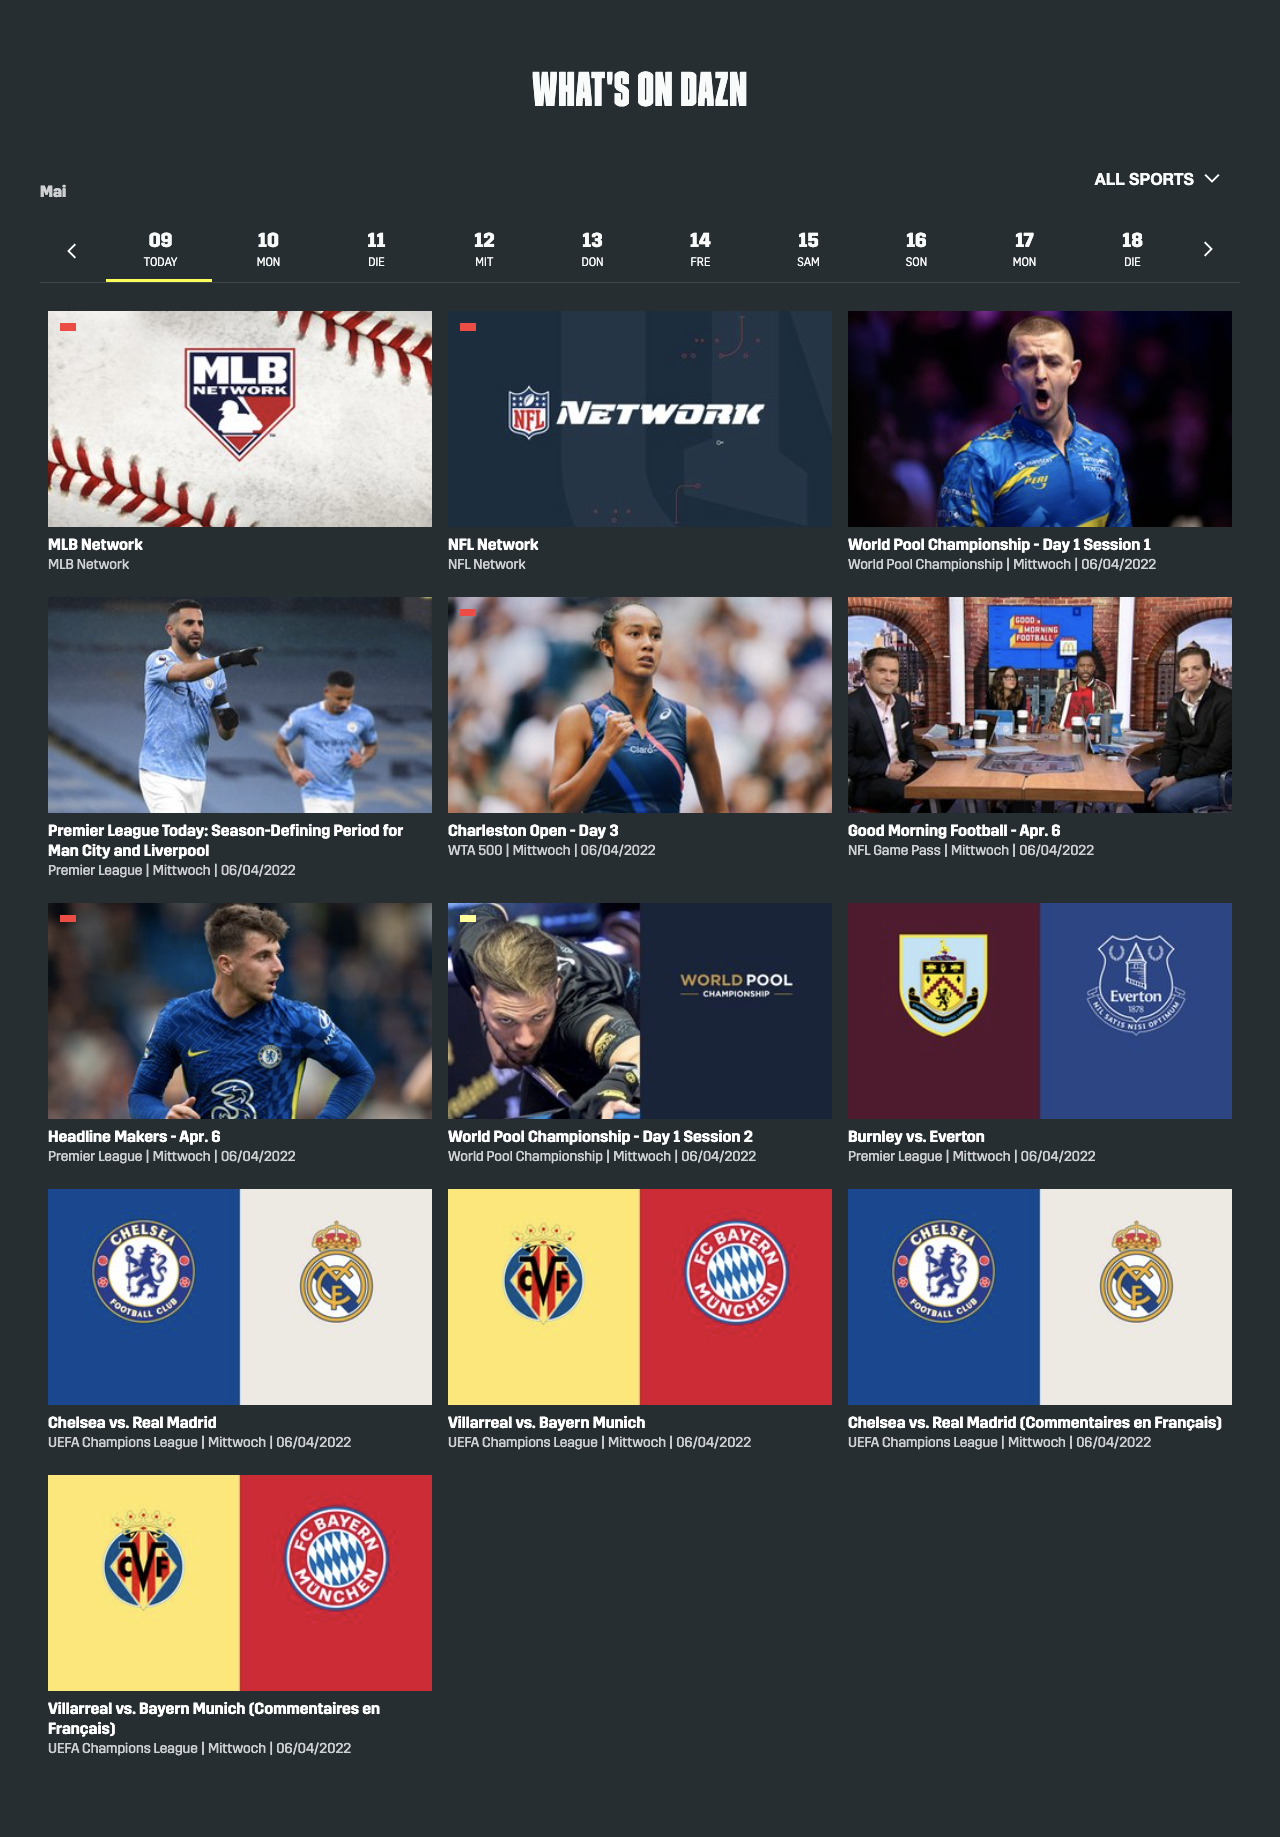 WHAT'S ON DAZN
ALL SPORTS
Mai
09 10 11 12 13 14 15 16 17 18
TODAY MON DIE MIT DON FRE SAM SON MON DIE
MLB
NETWORK
NFL NETWORK
PERI
MLB Network
MLB Network
NFL Network
NFL Network
World Pool Championship - Day 1 Session 1
World Pool Championship | Mittwoch | 06/04/2022
Claro
GOOD
MORNING
FOOTBALL
Premier League Today: Season-Defining Period for
Man City and Liverpool
Premier League | Mittwoch | 06/04/2022
Charleston Open - Day 3
WTA 500 | Mittwoch | 06/04/2022
Good Morning Football - Apr. 6
NFL Game Pass | Mittwoch | 06/04/2022
3
WORLD POOL
CHAMPIONSHIP
Everton
1878
NIL SATIS NISI OPTIMUM
Headline Makers - Apr. 6
Premier League | Mittwoch | 06/04/2022
World Pool Championship - Day 1 Session 2
World Pool Championship | Mittwoch | 06/04/2022
Burnley vs. Everton
Premier League | Mittwoch | 06/04/2022
CHELSEA
FOOTBALL CLUB
CVF
FC BAYERN
MÜNCHEN
CHELSEA
FOOTBALL CLUB
Chelsea vs. Real Madrid
UEFA Champions League | Mittwoch | 06/04/2022
Villarreal vs. Bayern Munich
UEFA Champions League | Mittwoch | 06/04/2022
Chelsea vs. Real Madrid (Commentaires en Français)
UEFA Champions League | Mittwoch | 06/04/2022
CVF
FC BAYERN
MÜNCHEN
Villarreal vs. Bayern Munich (Commentaires en
Français)
UEFA Champions League | Mittwoch | 06/04/2022